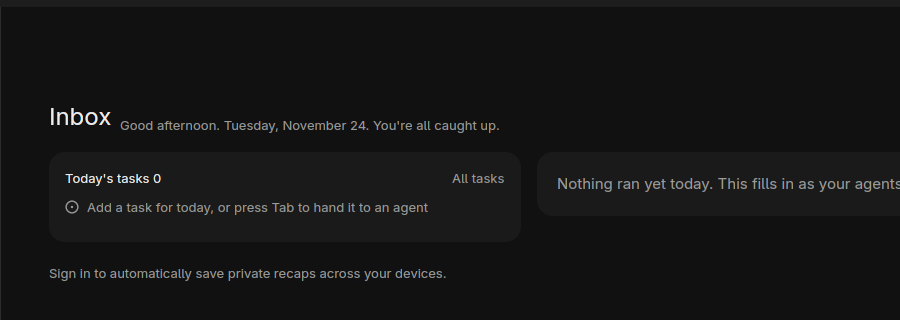 Inbox Good afternoon. Tuesday, November 24. You're all caught up.
Today's tasks 0 All tasks
Add a task for today, or press Tab to hand it to an agent
Nothing ran yet today. This fills in as your agents
Sign in to automatically save private recaps across your devices.